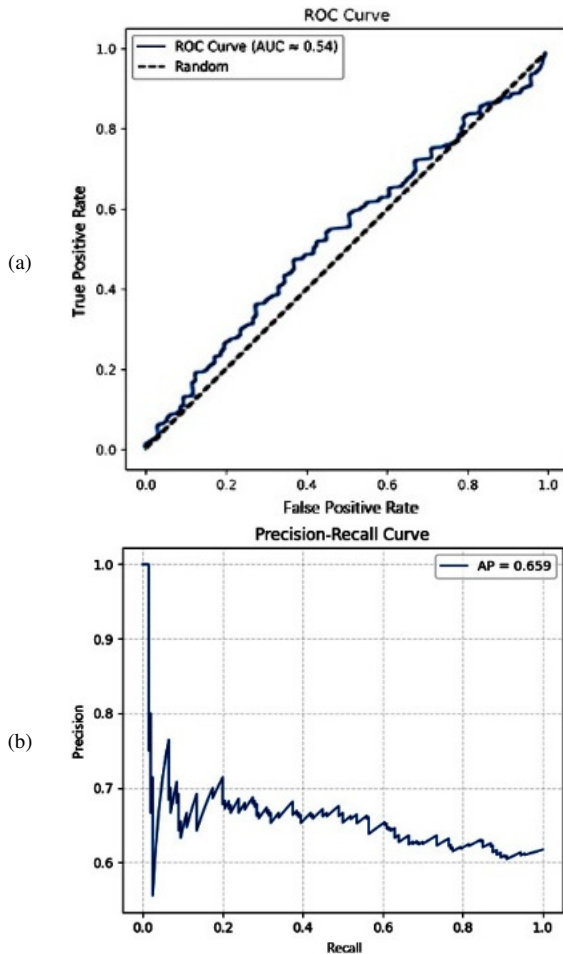 (a)
ROC Curve
ROC Curve (AUC ≈ 0.54)
Random
True Positive Rate
1.0
0.8
0.6
0.4
0.2
0.0
0.0 0.2 0.4 0.6 0.8 1.0
False Positive Rate
(b)
Precision-Recall Curve
AP = 0.659
Precision
1.0
0.9
0.8
0.7
0.6
0.0 0.2 0.4 0.6 0.8 1.0
Recall